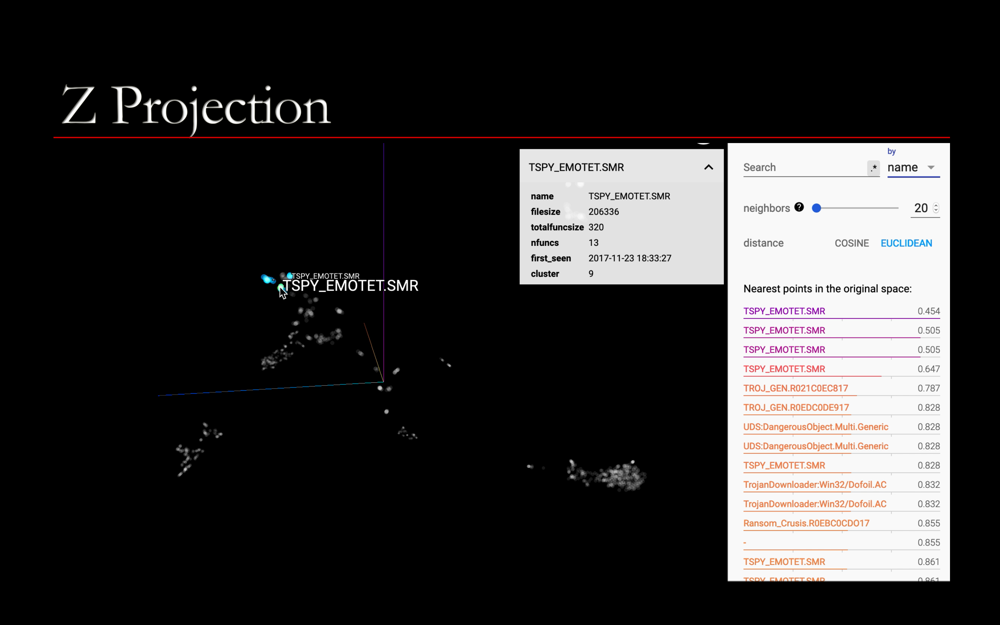 Z Projection
TSPY_EMOTET.SMR
TSPY_EMOTET.SMR
TSPY_EMOTET.SMR
name TSPY_EMOTET.SMR
filesize 206336
totalfuncsize 320
nfuncs 13
first_seen 2017-11-23 18:33:27
cluster 9
by
Search .* name
neighbors ? 20
distance COSINE EUCLIDEAN
Nearest points in the original space:
TSPY_EMOTET.SMR 0.454
TSPY_EMOTET.SMR 0.505
TSPY_EMOTET.SMR 0.505
TSPY_EMOTET.SMR 0.647
TROJ_GEN.R021C0EC817 0.787
TROJ_GEN.R0EDC0DE917 0.828
UDS:DangerousObject.Multi.Generic 0.828
UDS:DangerousObject.Multi.Generic 0.828
TSPY_EMOTET.SMR 0.828
TrojanDownloader:Win32/Dofoil.AC 0.832
TrojanDownloader:Win32/Dofoil.AC 0.832
Ransom_Crusis.R0EBC0CDO17 0.855
- 0.855
TSPY_EMOTET.SMR 0.861
TSPY_EMOTET.SMR 0.861